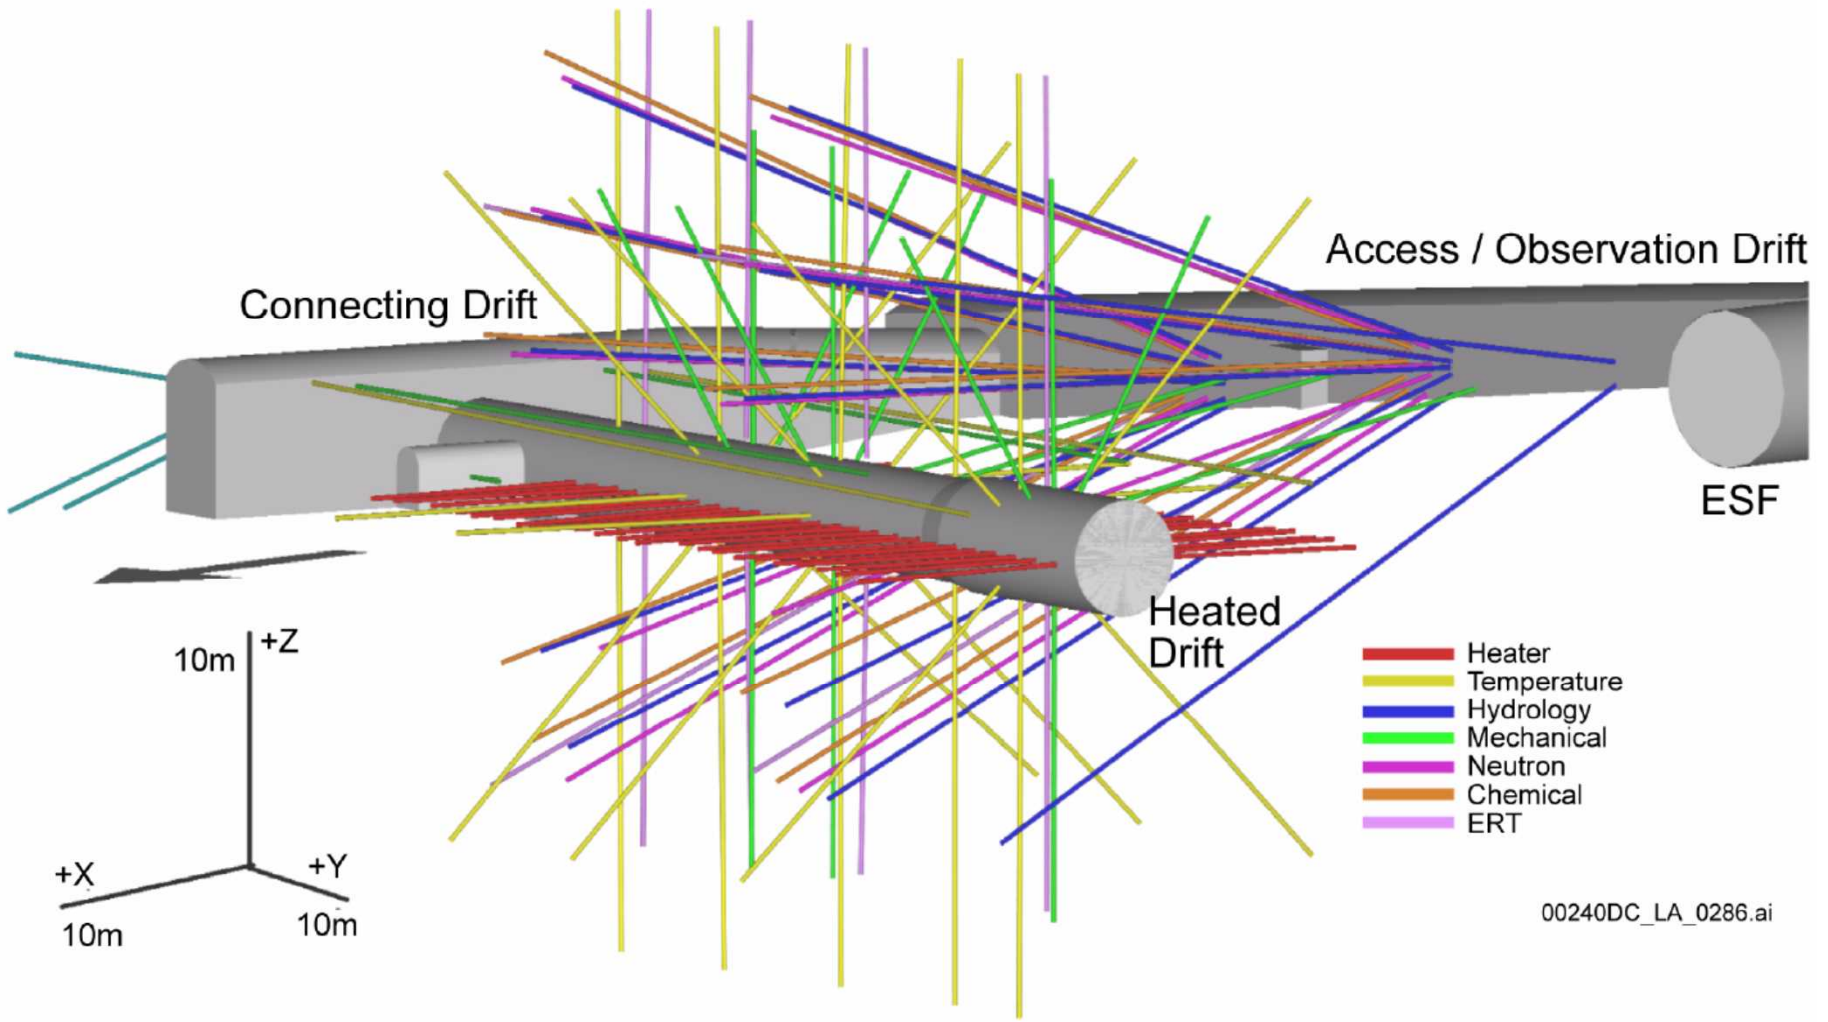 Access / Observation Drift
Connecting Drift
ESF
Heated
Drift
10m
+Z
+X
10m
+Y
10m
Heater
Temperature
Hydrology
Mechanical
Neutron
Chemical
ERT
00240DC_LA_0286.ai